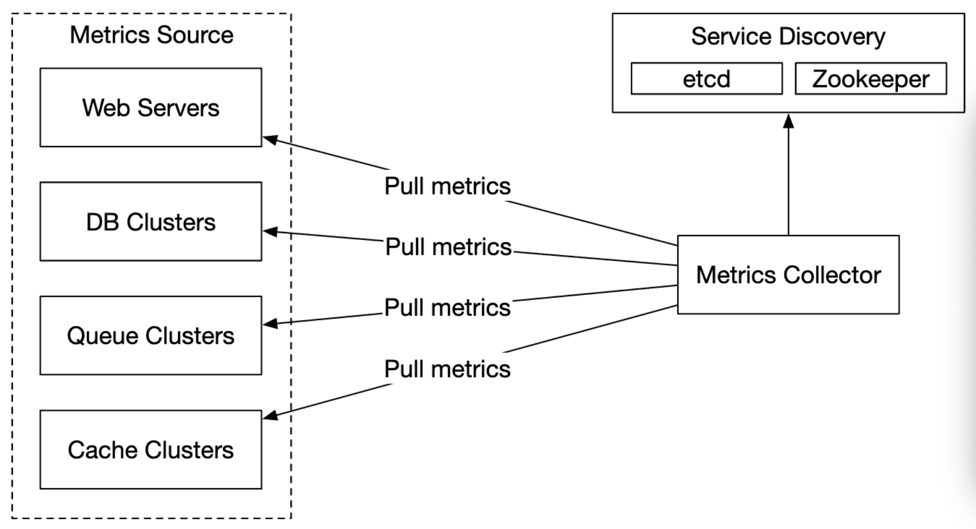 Metrics Source
Web Servers
DB Clusters
Queue Clusters
Cache Clusters
Pull metrics
Pull metrics
Pull metrics
Pull metrics
Service Discovery
etcd
Zookeeper
Metrics Collector